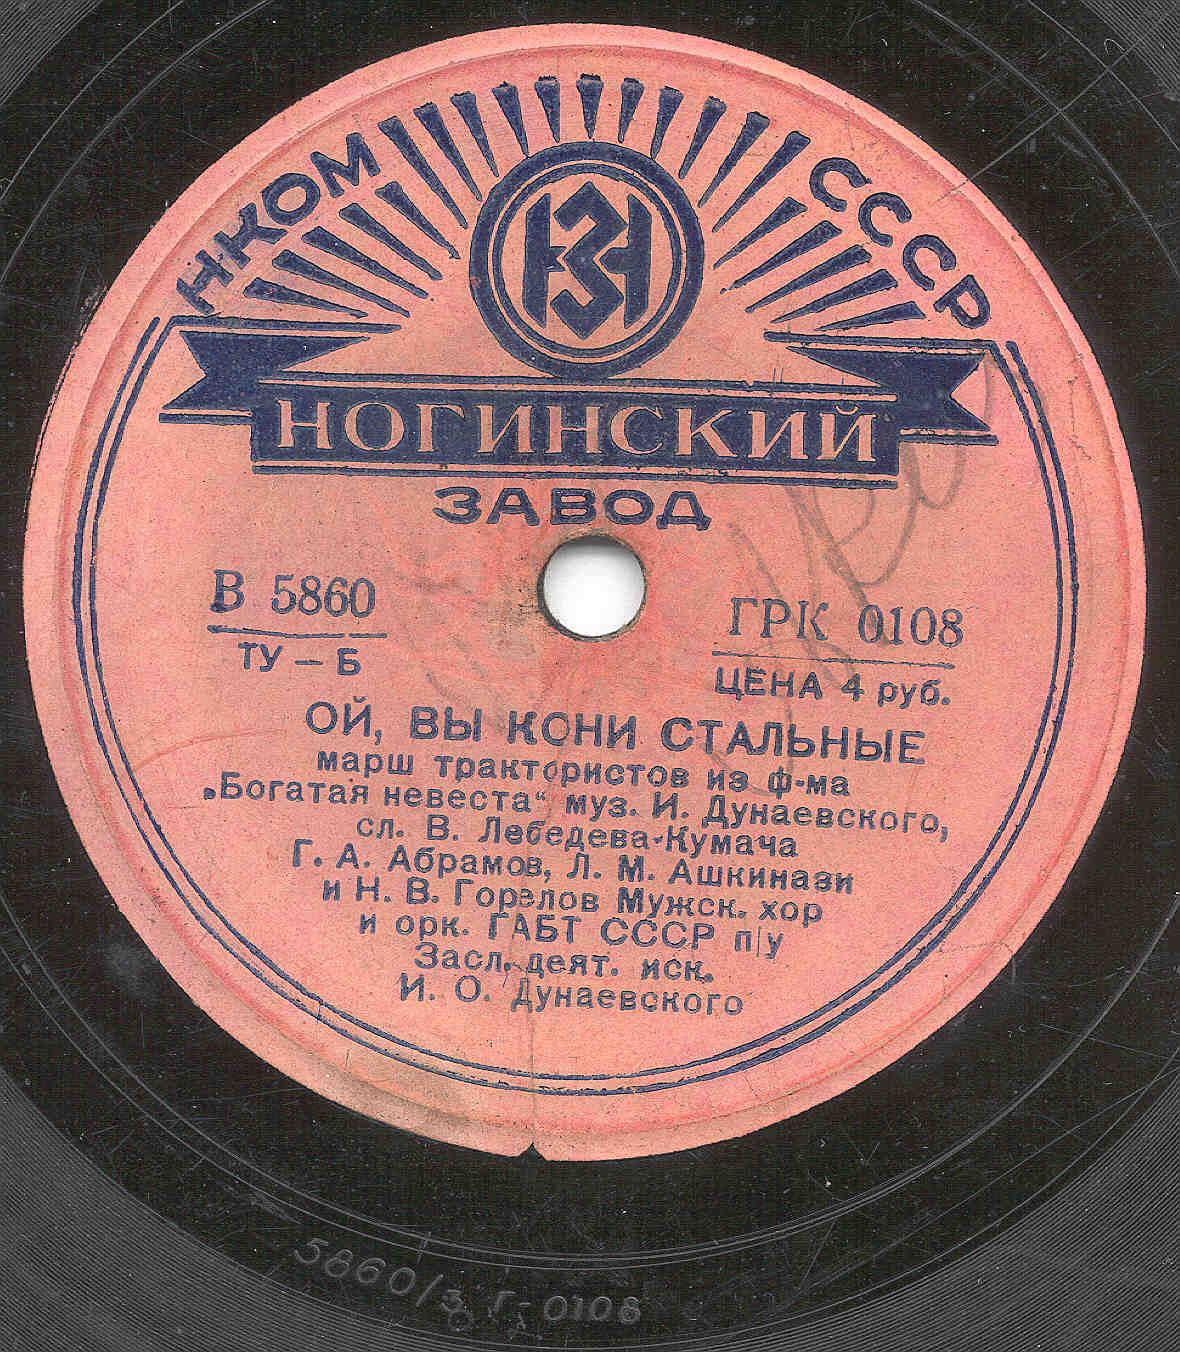 НКОМ СССР
НЗ
НОГИНСКИЙ
ЗАВОД
В 5860
ТУ – Б
ГРК 0108
ЦЕНА 4 руб.
ОЙ, ВЫ КОНИ СТАЛЬНЫЕ
марш трактористов из ф-ма
„Богатая невеста“ муз. И. Дунаевского,
сл. В. Лебедева-Кумача
Г. А. Абрамов, Л. М. Ашкинази
и Н. В. Горелов Мужск. хор
и орк. ГАБТ СССР п/у
Засл. деят. иск.
И. О. Дунаевского
5860/3 Г-0108